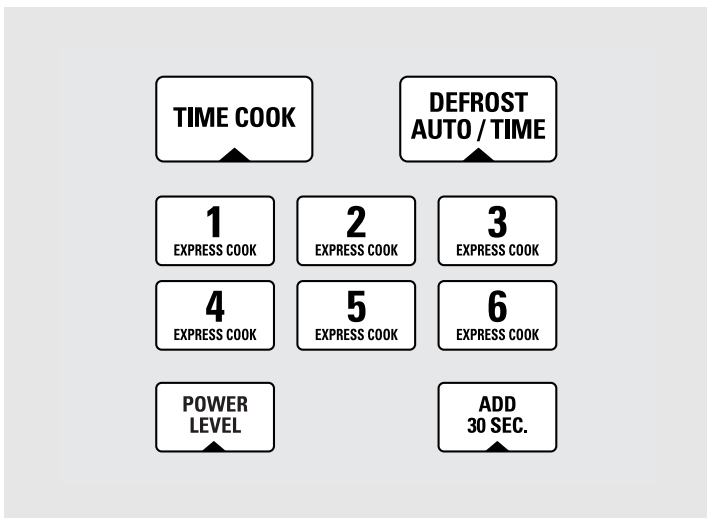 TIME COOK
DEFROST
AUTO / TIME
1
EXPRESS COOK
2
EXPRESS COOK
3
EXPRESS COOK
4
EXPRESS COOK
5
EXPRESS COOK
6
EXPRESS COOK
POWER
LEVEL
ADD
30 SEC.